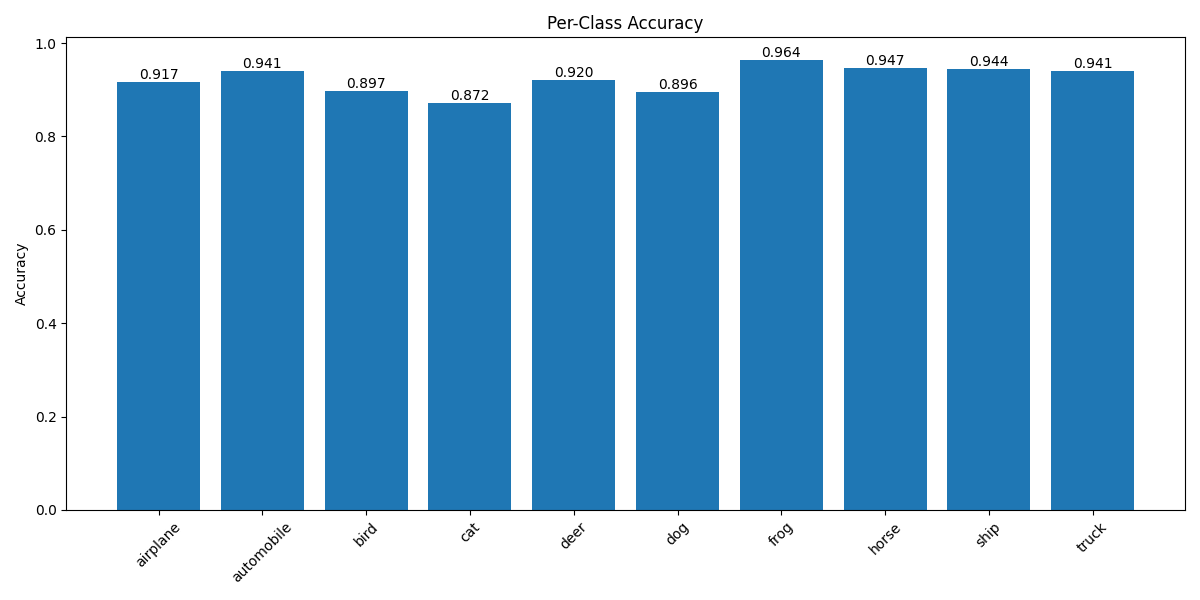 Per-Class Accuracy
1.0
0.8
0.6
0.4
0.2
0.0
Accuracy
0.917
0.941
0.897
0.872
0.920
0.896
0.964
0.947
0.944
0.941
airplane
automobile
bird
cat
deer
dog
frog
horse
ship
truck